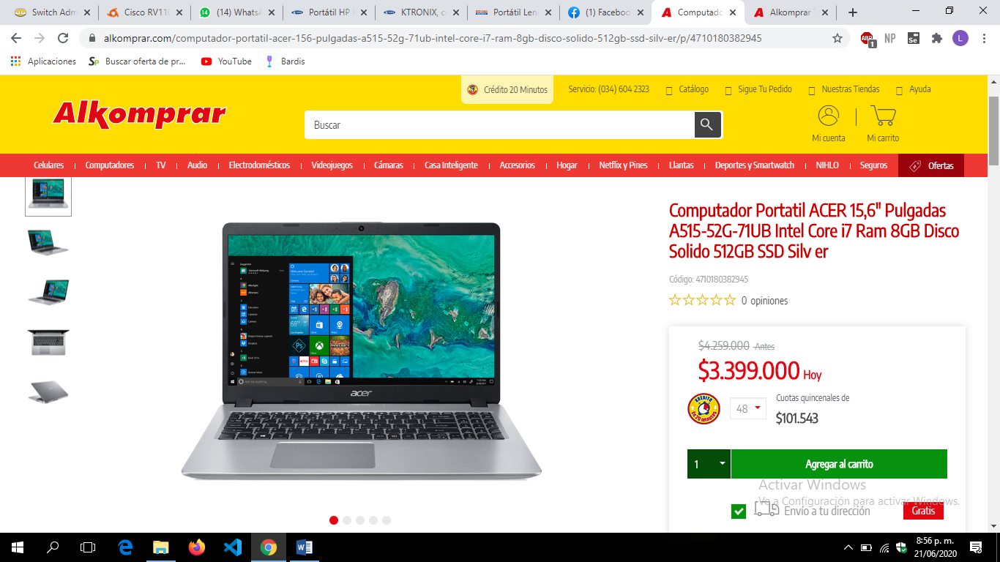 Switch Adm
Cisco RV110
(14) WhatsA
Portátil HP
KTRONIX, c
Portátil Len
(1) Faceboo
Computado
Alkomprar
alkomprar.com/computador-portatil-acer-156-pulgadas-a515-52g-71ub-intel-core-i7-ram-8gb-disco-solido-512gb-ssd-silv-er/p/4710180382945
ABP
1
NP
Se
L
Aplicaciones
Sp Buscar oferta de pr...
YouTube
Bardis
Crédito 20 Minutos
Servicio: (034) 604 2323
Catálogo
Sigue Tu Pedido
Nuestras Tiendas
Ayuda
Alkomprar
Buscar
Mi cuenta
Mi carrito
Celulares
Computadores
TV
Audio
Electrodomésticos
Videojuegos
Cámaras
Casa Inteligente
Accesorios
Hogar
Netflix y Pines
Llantas
Deportes y Smartwatch
NIHLO
Seguros
Ofertas
acer
Computador Portatil ACER 15,6" Pulgadas
A515-52G-71UB Intel Core i7 Ram 8GB Disco
Solido 512GB SSD Silv er
Código: 4710180382945
0 opiniones
$4.259.000 Antes
$3.399.000 Hoy
48
Cuotas quincenales de
$101.543
1
Agregar al carrito
Activar Windows
Ve a Configuración para activar Windows.
Envío a tu dirección
Gratis
8:56 p. m.
21/06/2020